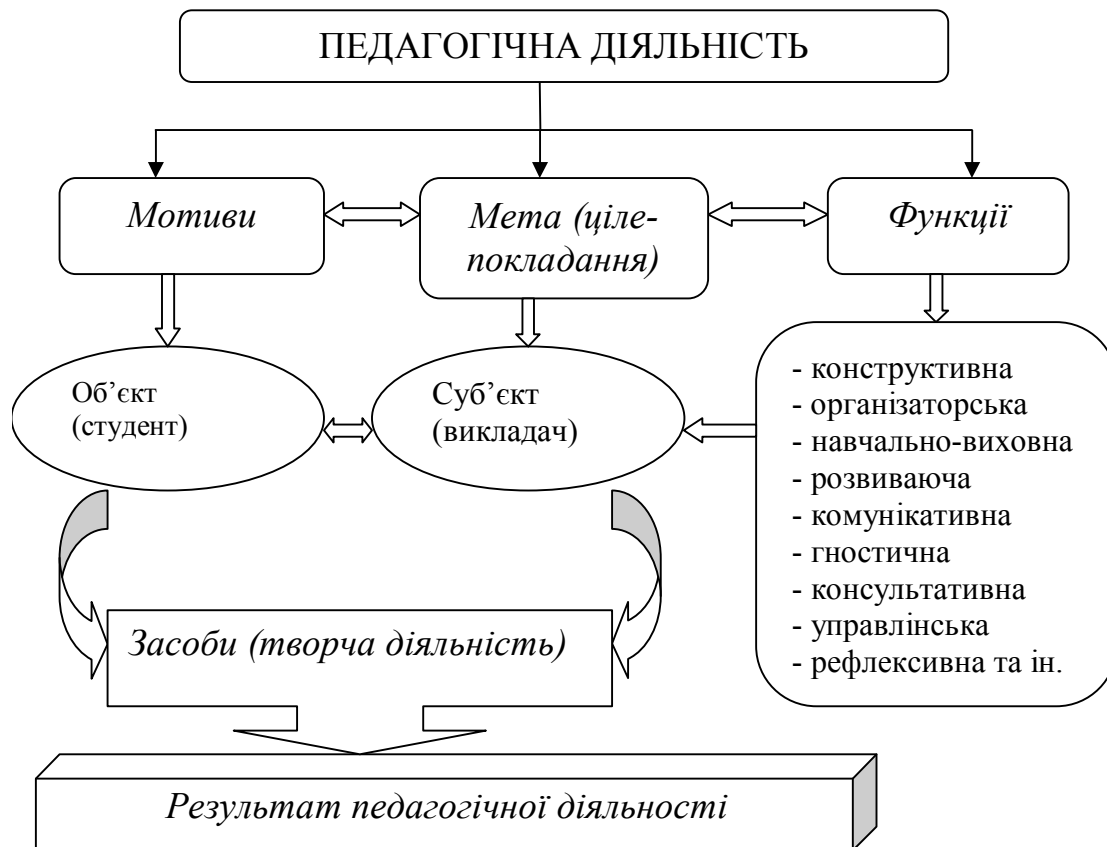 ПЕДАГОГІЧНА ДІЯЛЬНІСТЬ
Мотиви
Мета (ціле-
покладання)
Функції
Об’єкт
(студент)
Суб’єкт
(викладач)
- конструктивна
- організаторська
- навчально-виховна
- розвиваюча
- комунікативна
- гностична
- консультативна
- управлінська
- рефлексивна та ін.
Засоби (творча діяльність)
Результат педагогічної діяльності